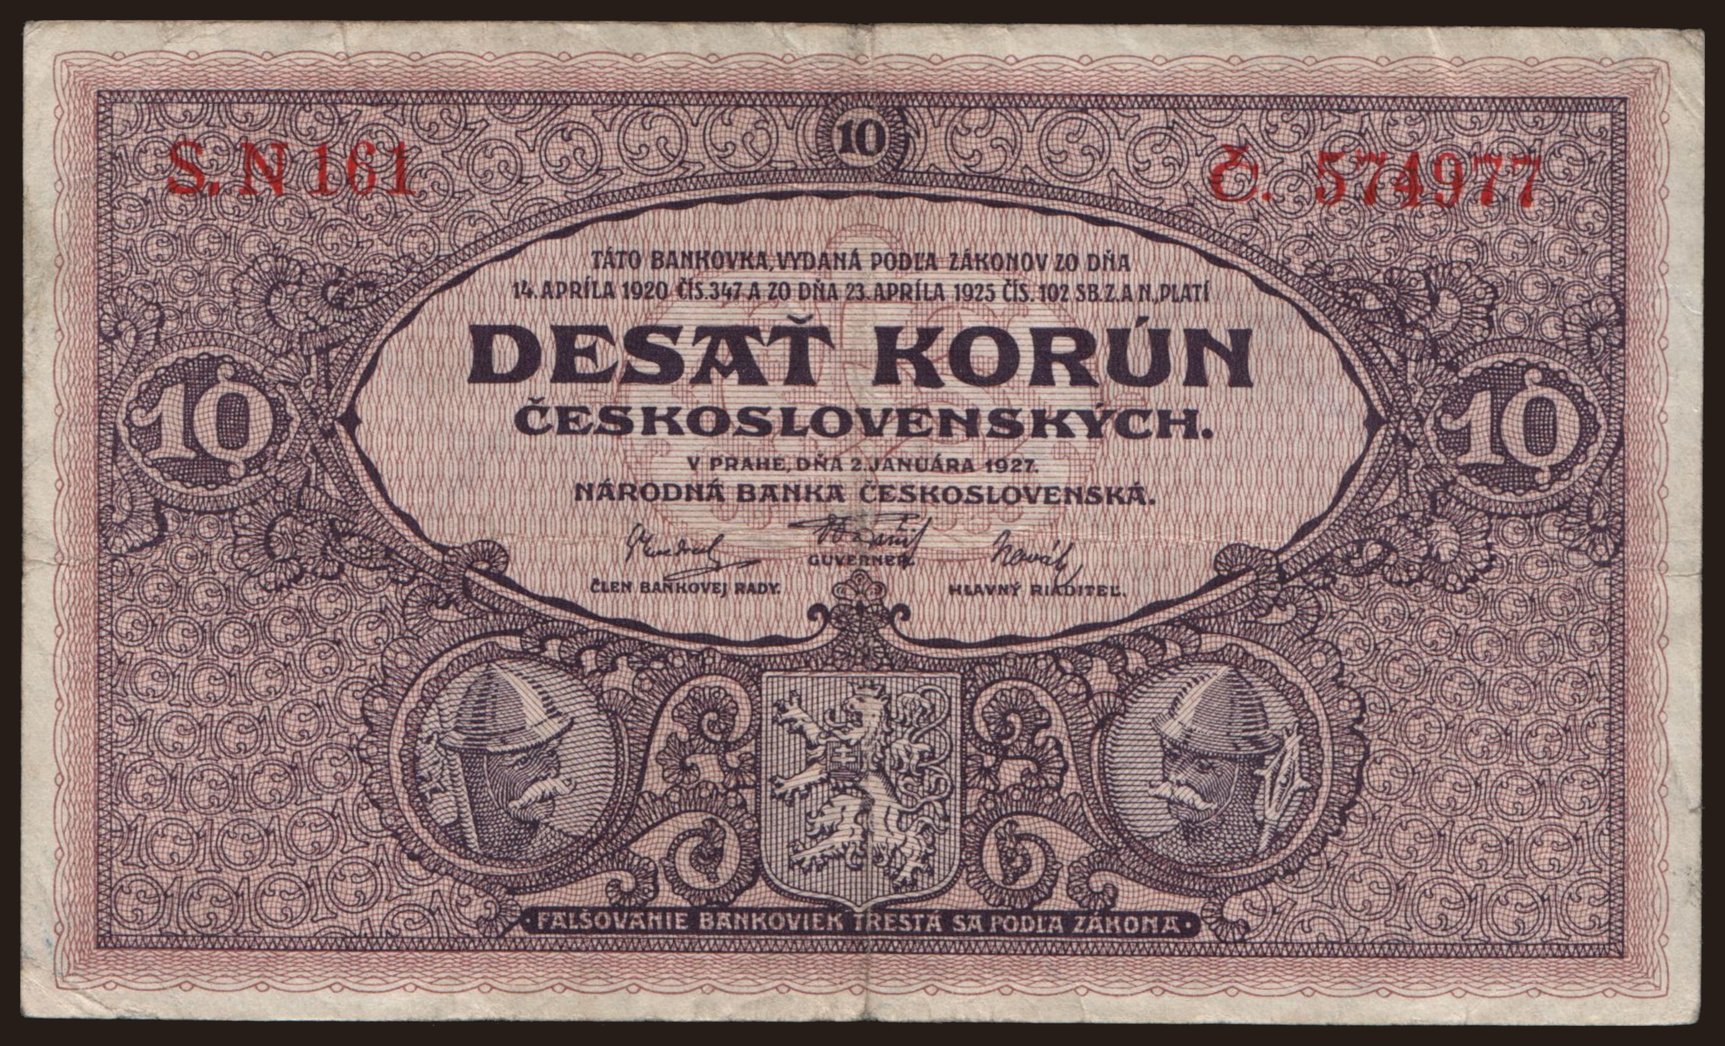 10
S. N 161
Č. 574977
TÁTO BANKOVKA, VYDANÁ PODĽA ZÁKONOV ZO DŇA
14. APRÍLA 1920 ČÍS. 347 A ZO DŇA 23. APRÍLA 1925 ČÍS. 102 SB. Z. A N., PLATÍ
DESAŤ KORÚN
10
10
ČESKOSLOVENSKÝCH.
V PRAHE, DŇA 2. JANUÁRA 1927.
NÁRODNÁ BANKA ČESKOSLOVENSKÁ.
GUVERNER.
ČLEN BANKOVEJ RADY.
HLAVNÝ RIADITEĽ.
· FALŠOVANIE BANKOVIEK TRESTÁ SA PODĽA ZÁKONA ·